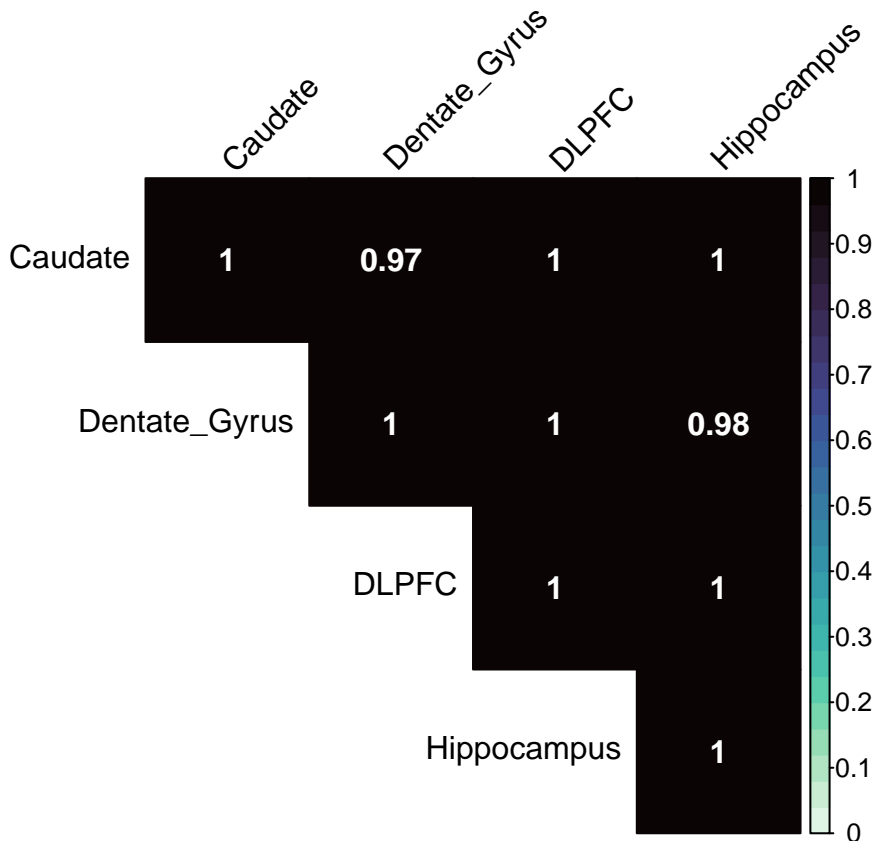 Caudate
Dentate_Gyrus
DLPFC
Hippocampus
Caudate 1 0.97 1 1
Dentate_Gyrus 1 1 0.98
DLPFC 1 1
Hippocampus 1
1
0.9
0.8
0.7
0.6
0.5
0.4
0.3
0.2
0.1
0